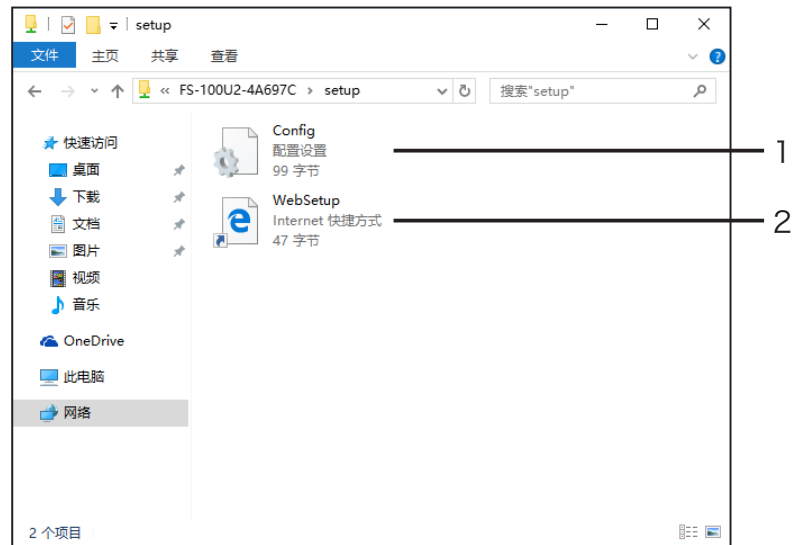 setup
文件 主页 共享 查看
« FS-100U2-4A697C › setup 搜索"setup"
快速访问
桌面
下载
文档
图片
视频
音乐
OneDrive
此电脑
网络
Config
配置设置
99 字节
1
WebSetup
Internet 快捷方式
47 字节
2
2 个项目